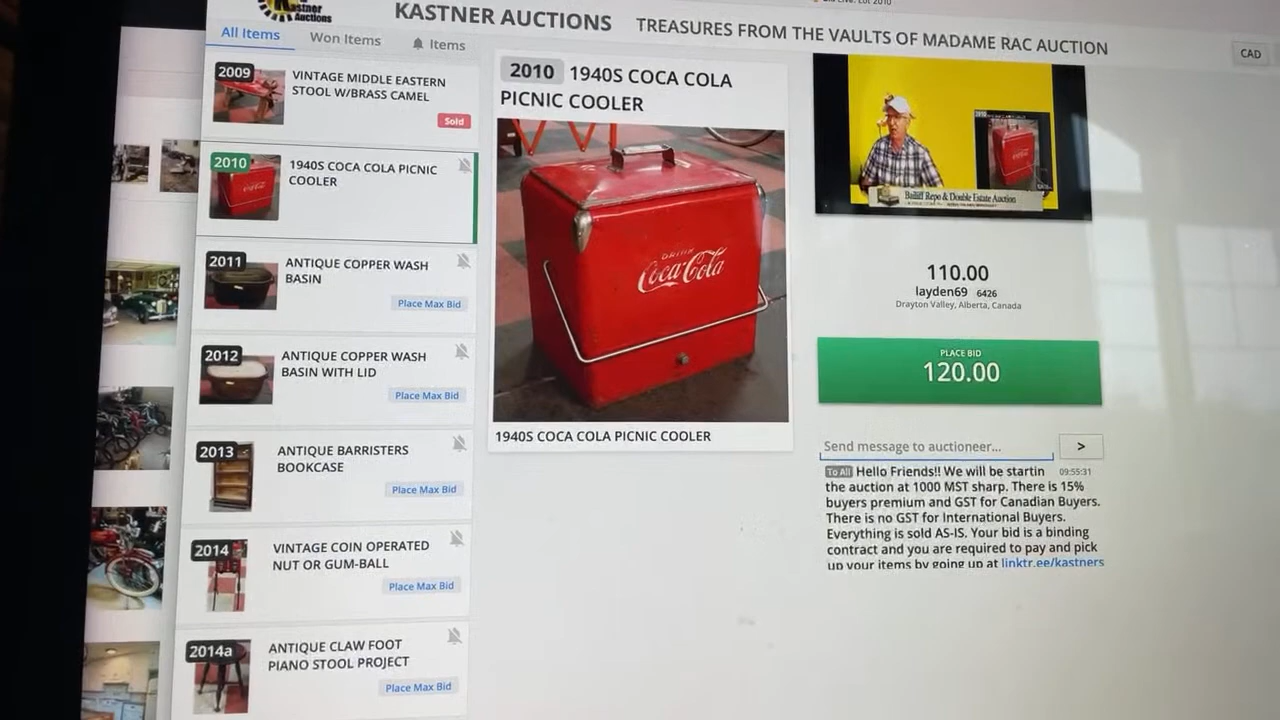 Kastner
Auctions
KASTNER AUCTIONS
TREASURES FROM THE VAULTS OF MADAME RAC AUCTION
CAD
All Items
Won Items
Items
2009
VINTAGE MIDDLE EASTERN
STOOL W/BRASS CAMEL
Sold
2010
1940S COCA COLA PICNIC
COOLER
2011
ANTIQUE COPPER WASH
BASIN
Place Max Bid
2012
ANTIQUE COPPER WASH
BASIN WITH LID
Place Max Bid
2013
ANTIQUE BARRISTERS
BOOKCASE
Place Max Bid
2014
VINTAGE COIN OPERATED
NUT OR GUM-BALL
Place Max Bid
2014a
ANTIQUE CLAW FOOT
PIANO STOOL PROJECT
Place Max Bid
2010 1940S COCA COLA
PICNIC COOLER
DRINK
Coca-Cola
1940S COCA COLA PICNIC COOLER
Bailiff Repo & Double Estate Auction
110.00
layden69 6426
Drayton Valley, Alberta, Canada
PLACE BID
120.00
Send message to auctioneer...
>
To All Hello Friends!! We will be startin 09:55:31
the auction at 1000 MST sharp. There is 15%
buyers premium and GST for Canadian Buyers.
There is no GST for International Buyers.
Everything is sold AS-IS. Your bid is a binding
contract and you are required to pay and pick
up your items by going up at linktr.ee/kastners